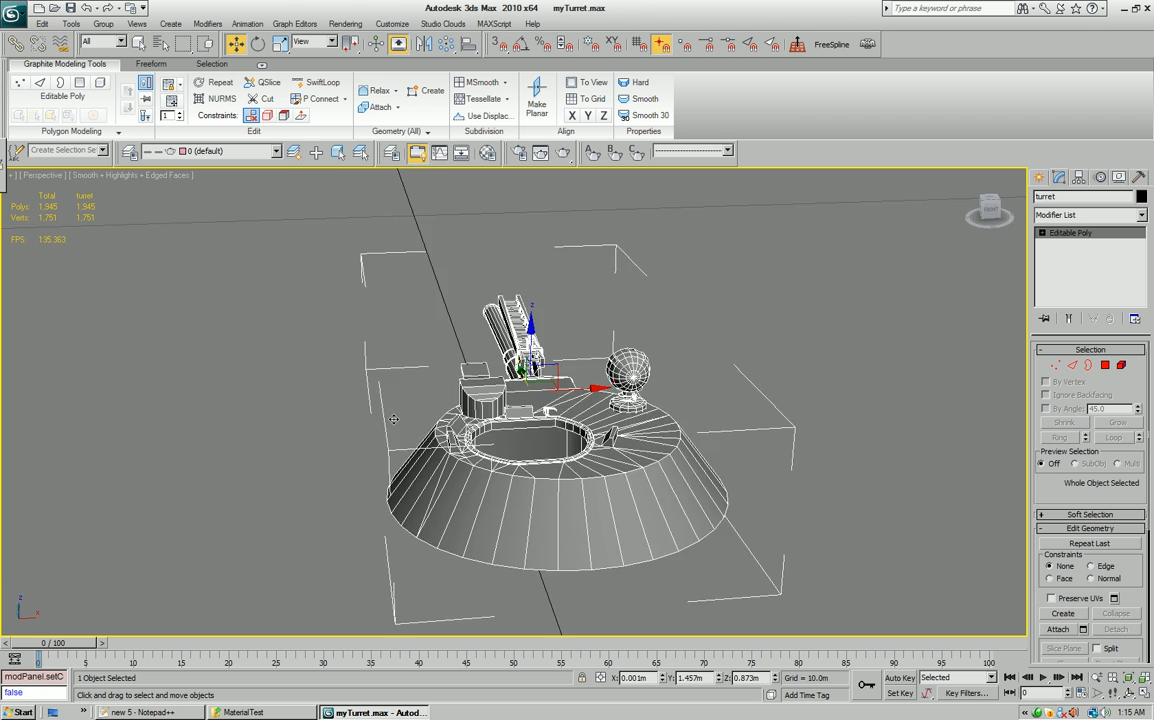 Autodesk 3ds Max 2010 x64 myTurret.max
Type a keyword or phrase
Edit Tools Group Views Create Modifiers Animation Graph Editors Rendering Customize Studio Clouds MAXScript Help
All View FreeSpline
Graphite Modeling Tools Freeform Selection
Repeat QSlice SwiftLoop Relax Create MSmooth To View Hard
Editable Poly NURMS Cut P Connect Attach Tessellate Make Planar To Grid Smooth
1 Constraints: Use Displac... X Y Z Smooth 30
Polygon Modeling Edit Geometry (All) Subdivision Align Properties
Create Selection Se 0 (default)
[ Perspective ] [ Smooth + Highlights + Edged Faces ]
Total turret
Polys: 1,945 1,945
Verts: 1,751 1,751
FPS: 135.363
FRONT
z
z
x
turret
Modifier List
Editable Poly
Selection
By Vertex
Ignore Backfacing
By Angle: 45.0
Shrink Grow
Ring Loop
Preview Selection
Off SubObj Multi
Whole Object Selected
Soft Selection
Edit Geometry
Repeat Last
Constraints
None Edge
Face Normal
Preserve UVs
Create Collapse
Attach Detach
Slice Plane Split
0 / 100
0 5 10 15 20 25 30 35 40 45 50 55 60 65 70 75 80 85 90 95 100
modPanel.setC 1 Object Selected X: 0.001m Y: 1.457m Z: 0.873m Grid = 10.0m Auto Key Selected
false Click and drag to select and move objects Add Time Tag Set Key Key Filters... 0
Start new 5 - Notepad++ MaterialTest myTurret.max - Autod... 1:15 AM